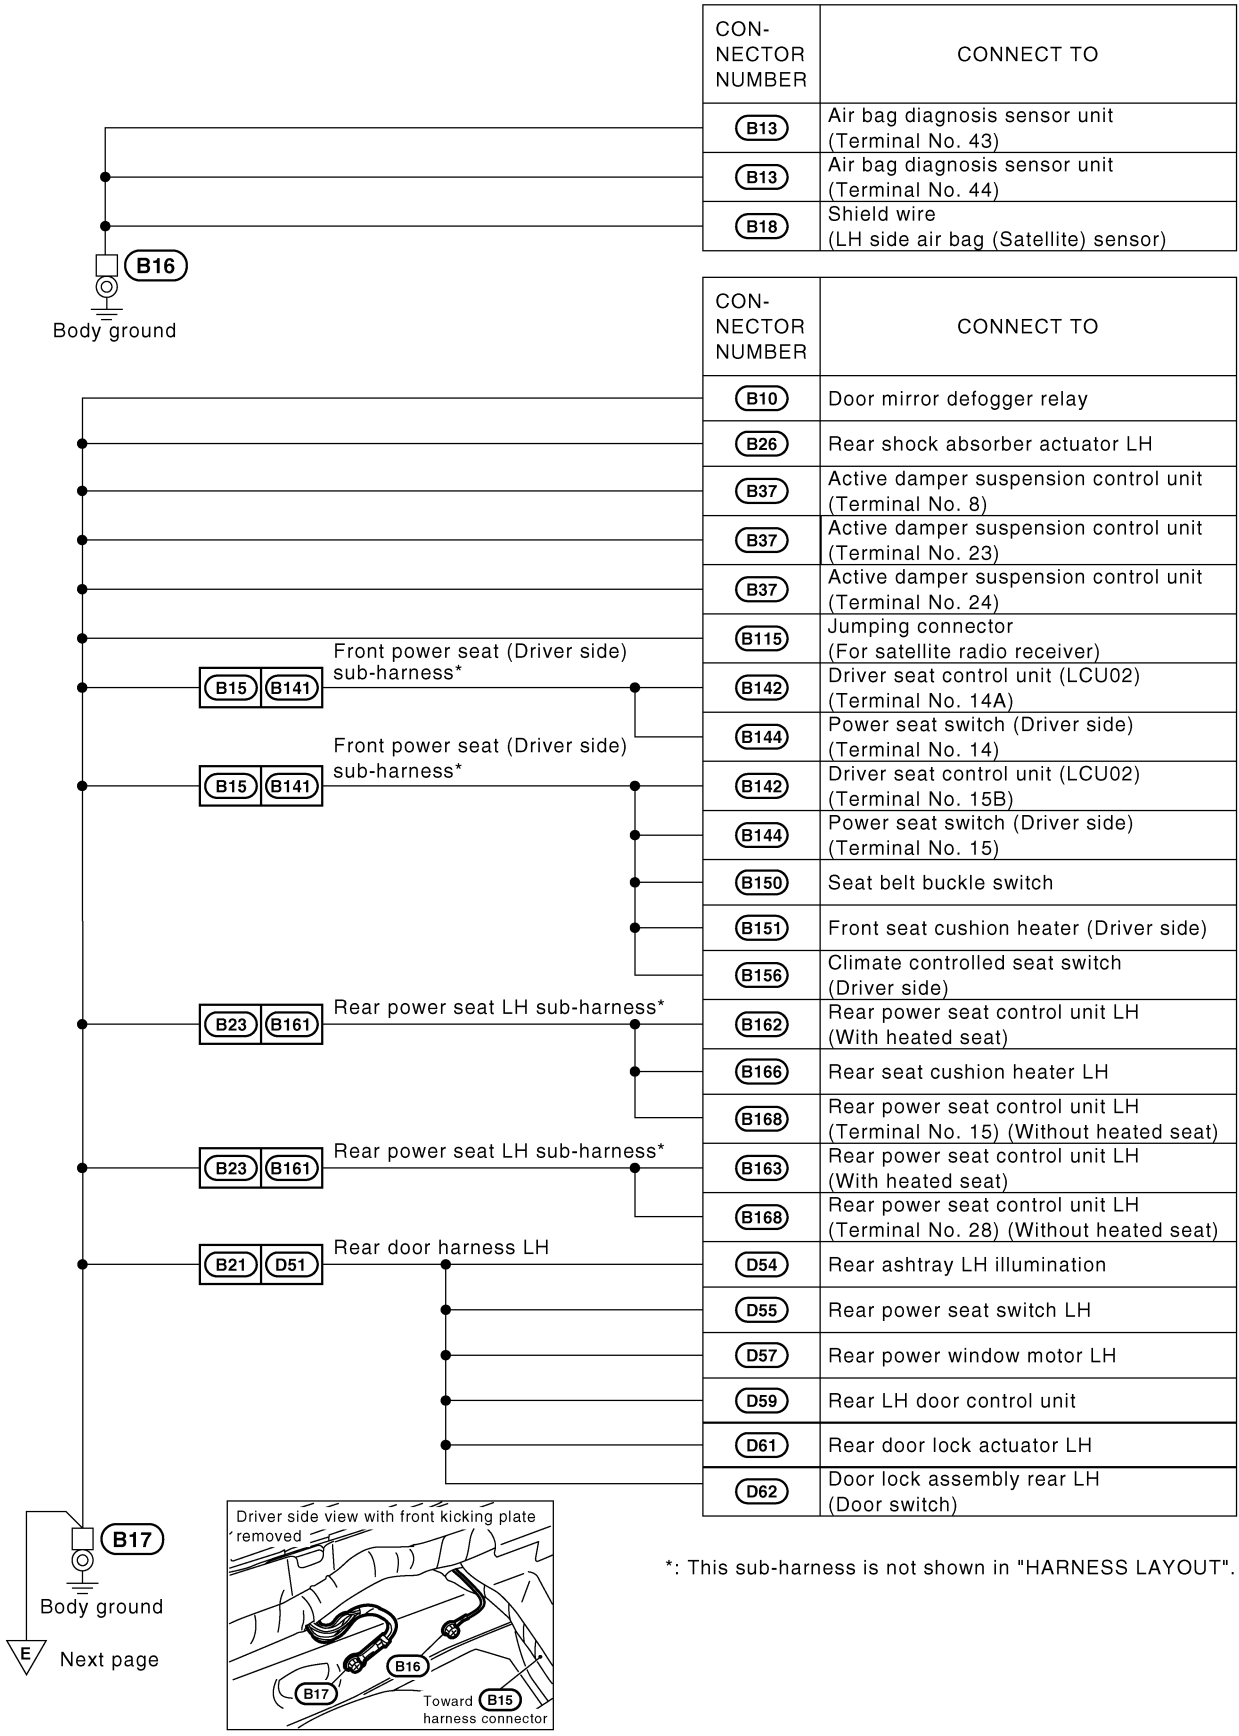 CON-
NECTOR
NUMBER
CONNECT TO
B13
Air bag diagnosis sensor unit
(Terminal No. 43)
B13
Air bag diagnosis sensor unit
(Terminal No. 44)
B18
Shield wire
(LH side air bag (Satellite) sensor)
B16
Body ground
CON-
NECTOR
NUMBER
CONNECT TO
B10
Door mirror defogger relay
B26
Rear shock absorber actuator LH
B37
Active damper suspension control unit
(Terminal No. 8)
B37
Active damper suspension control unit
(Terminal No. 23)
B37
Active damper suspension control unit
(Terminal No. 24)
B115
Jumping connector
(For satellite radio receiver)
Front power seat (Driver side)
sub-harness*
B15 B141
B142
Driver seat control unit (LCU02)
(Terminal No. 14A)
B144
Power seat switch (Driver side)
(Terminal No. 14)
Front power seat (Driver side)
sub-harness*
B15 B141
B142
Driver seat control unit (LCU02)
(Terminal No. 15B)
B144
Power seat switch (Driver side)
(Terminal No. 15)
B150
Seat belt buckle switch
B151
Front seat cushion heater (Driver side)
B156
Climate controlled seat switch
(Driver side)
Rear power seat LH sub-harness*
B23 B161
B162
Rear power seat control unit LH
(With heated seat)
B166
Rear seat cushion heater LH
B168
Rear power seat control unit LH
(Terminal No. 15) (Without heated seat)
Rear power seat LH sub-harness*
B23 B161
B163
Rear power seat control unit LH
(With heated seat)
B168
Rear power seat control unit LH
(Terminal No. 28) (Without heated seat)
Rear door harness LH
B21 D51
D54
Rear ashtray LH illumination
D55
Rear power seat switch LH
D57
Rear power window motor LH
D59
Rear LH door control unit
D61
Rear door lock actuator LH
D62
Door lock assembly rear LH
(Door switch)
B17
Body ground
E
Next page
Driver side view with front kicking plate
removed
B16
B17
Toward B15
harness connector
*: This sub-harness is not shown in "HARNESS LAYOUT".